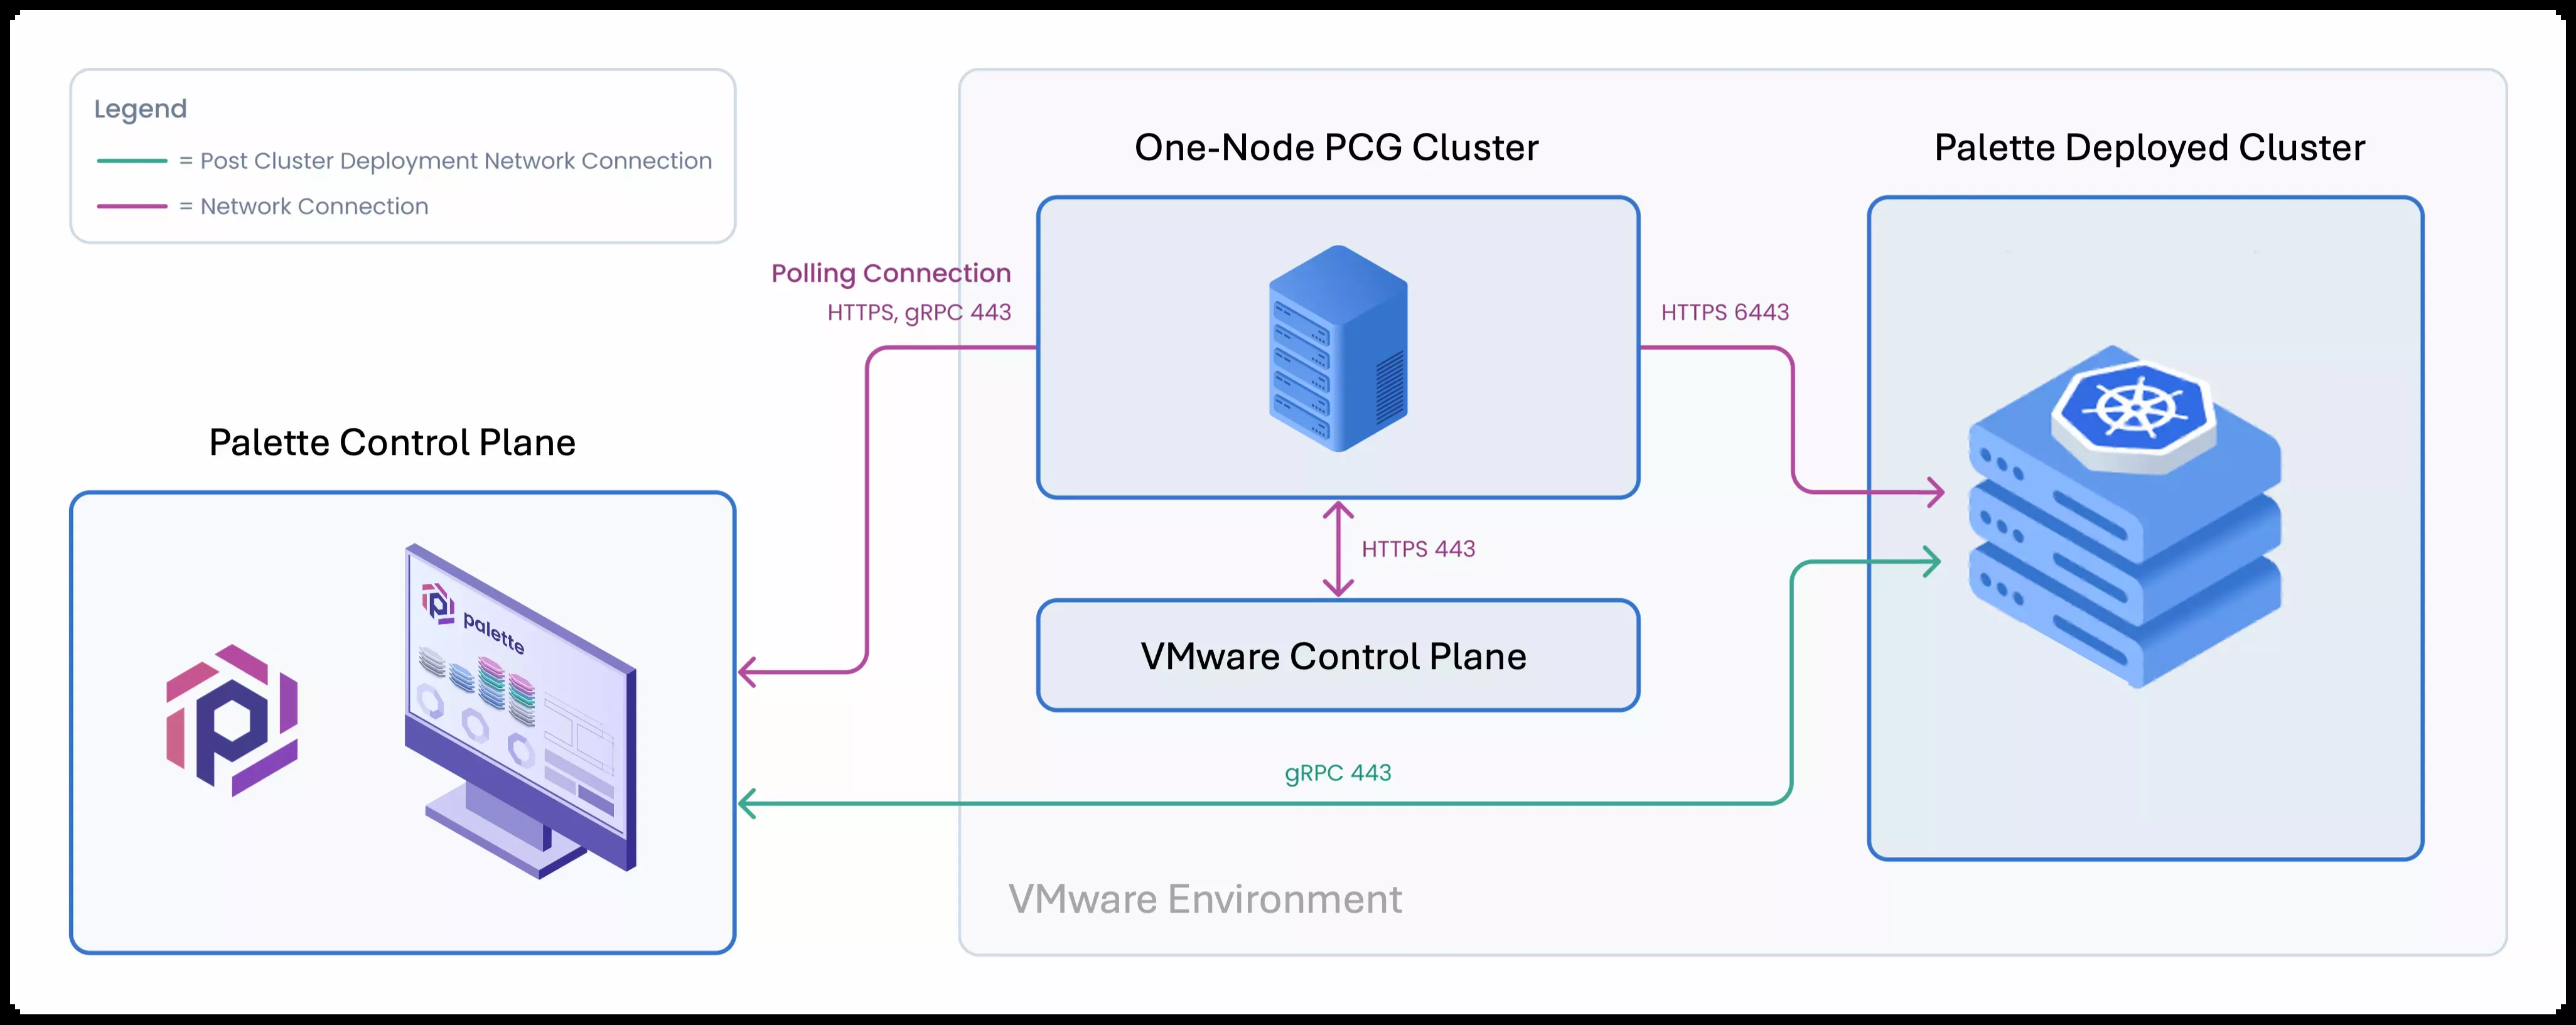 Legend
= Post Cluster Deployment Network Connection
= Network Connection
One-Node PCG Cluster
Palette Deployed Cluster
Polling Connection
HTTPS, gRPC 443
HTTPS 6443
Palette Control Plane
HTTPS 443
palette
VMware Control Plane
gRPC 443
VMware Environment